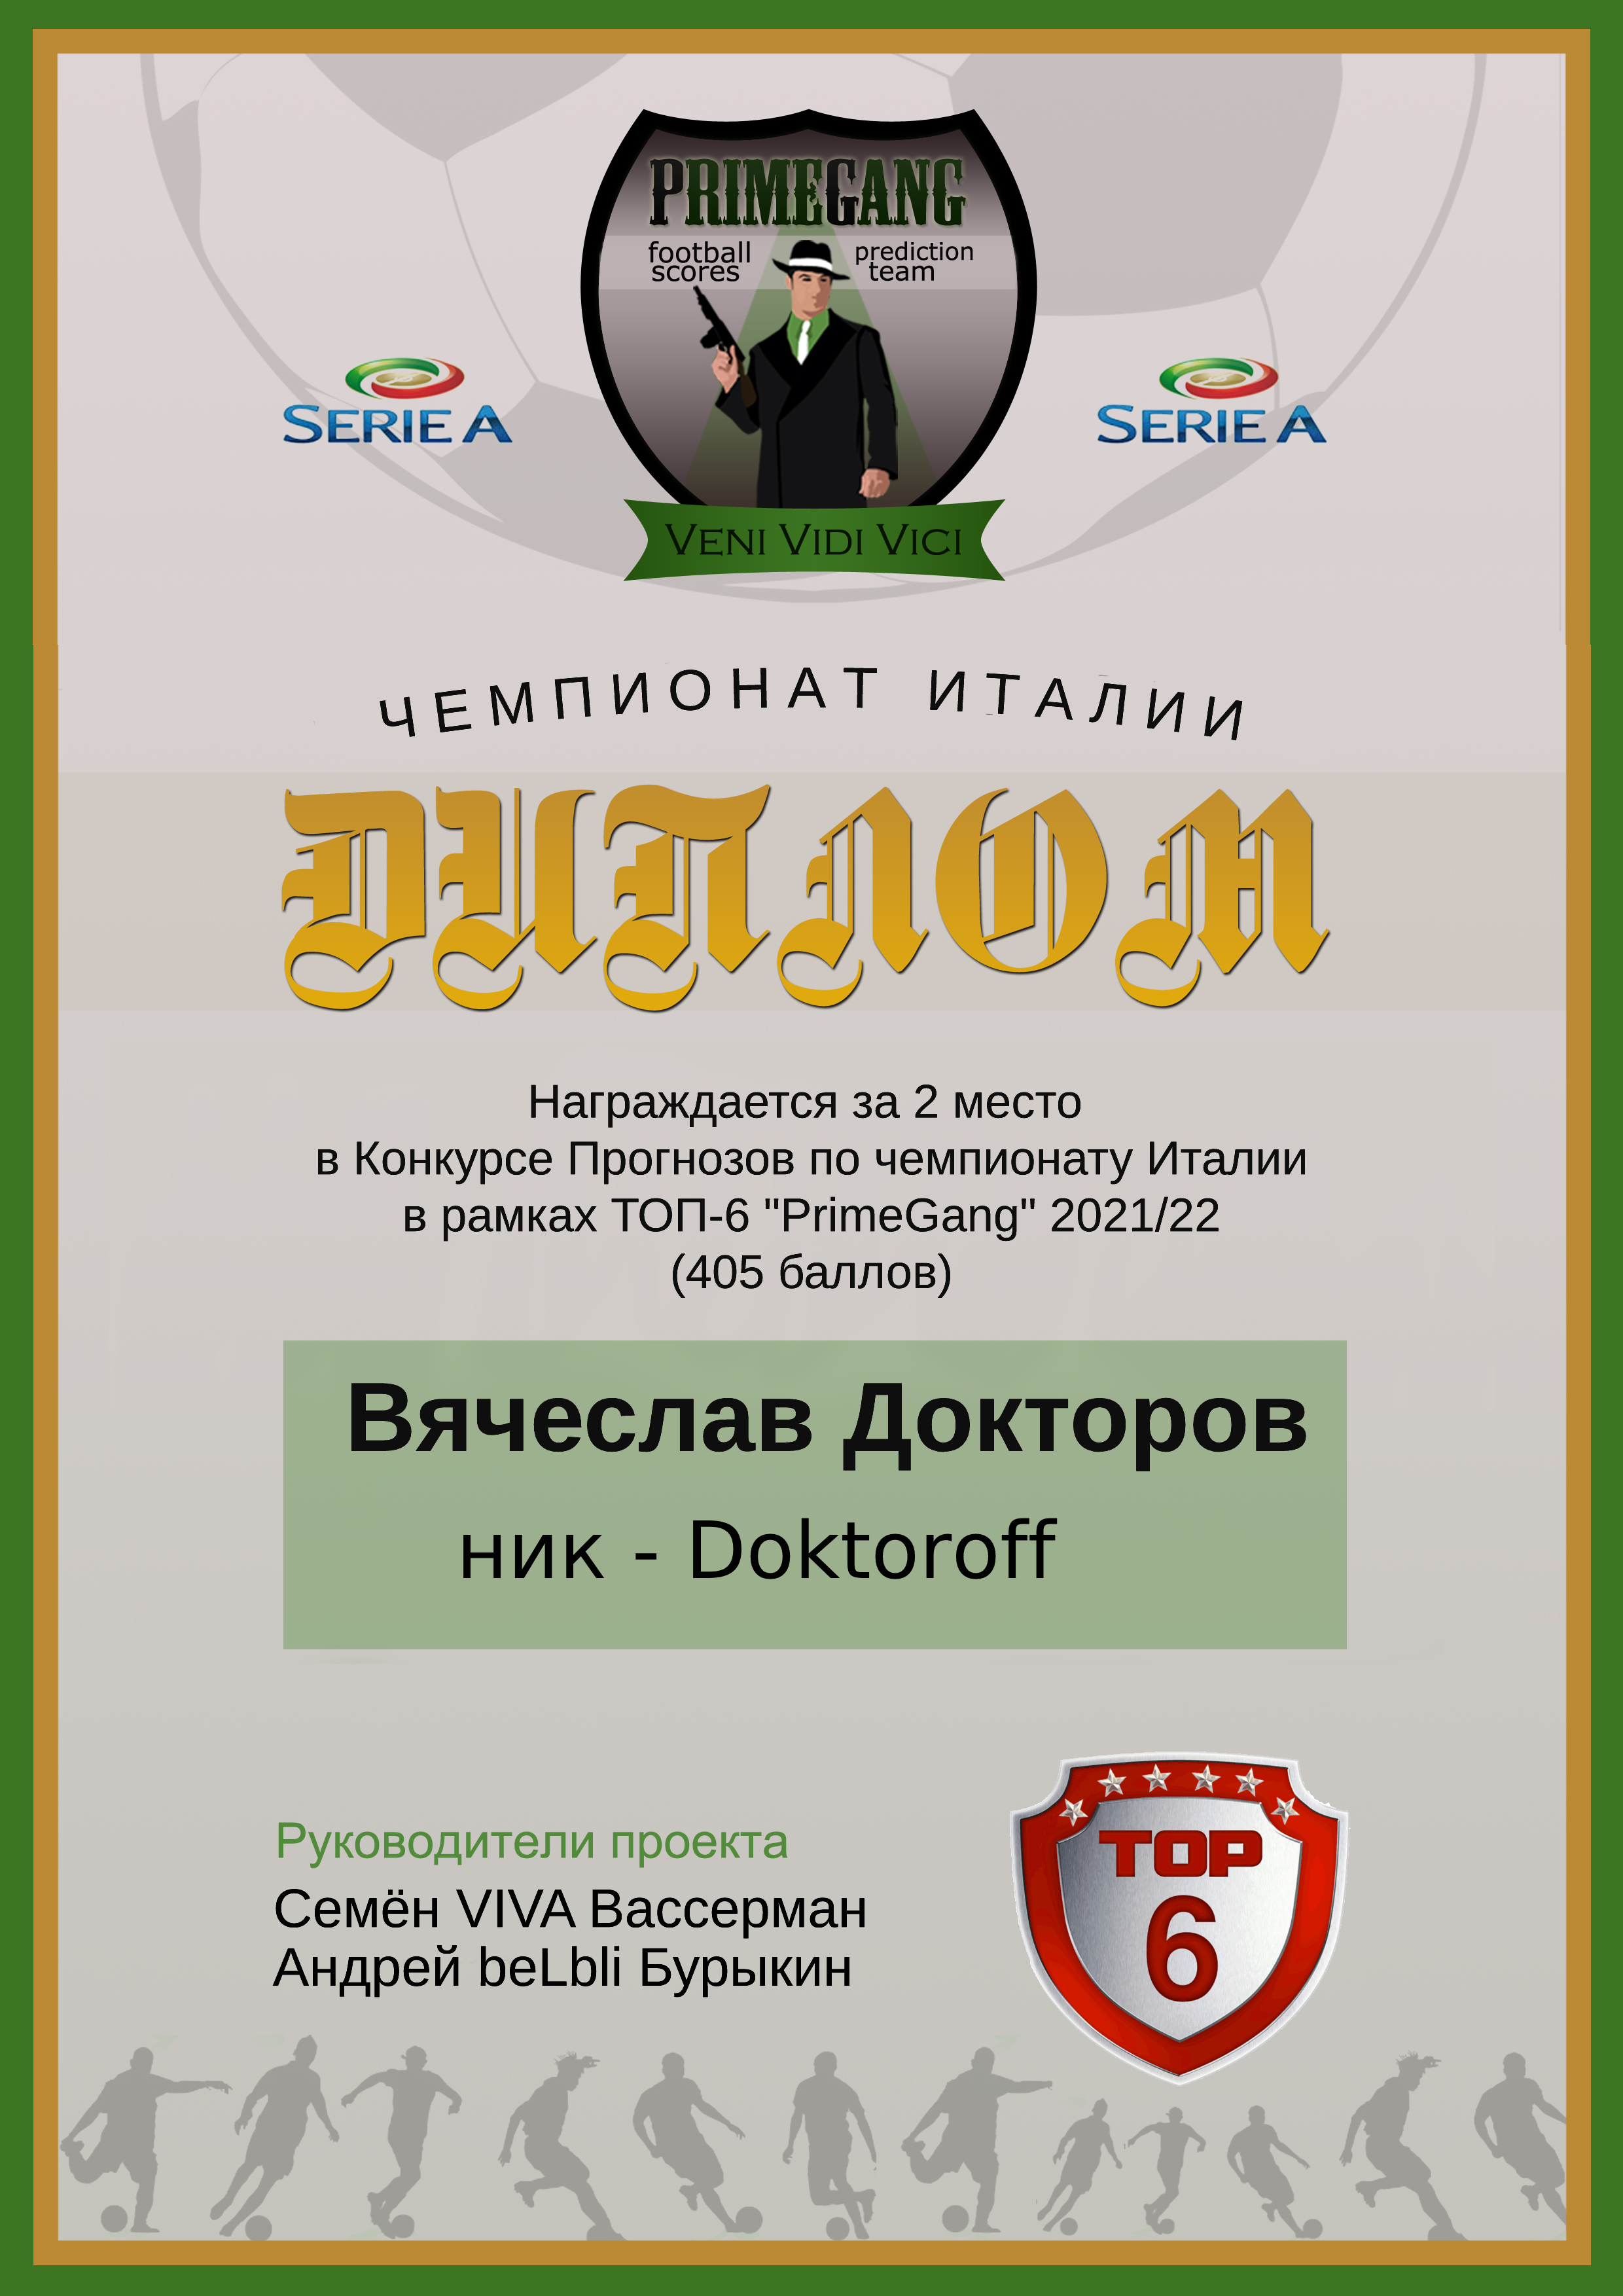 PRIMEGANG
football scores
prediction team
SERIE A
SERIE A
VENI VIDI VICI
ЧЕМПИОНАТ ИТАЛИИ
ДИПЛОМ
Награждается за 2 место
в Конкурсе Прогнозов по чемпионату Италии
в рамках ТОП-6 "PrimeGang" 2021/22
(405 баллов)
Вячеслав Докторов
ник - Doktoroff
Руководители проекта
Семён VIVA Вассерман
Андрей beLbli Бурыкин
TOP
6